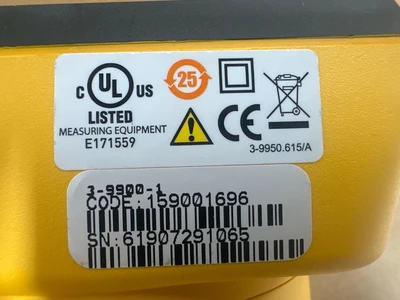 c UL US
25
LISTED
MEASURING EQUIPMENT
E171559
CE
3-9950.615/A
3-9900-1
CODE:159001696
SN:61907291065